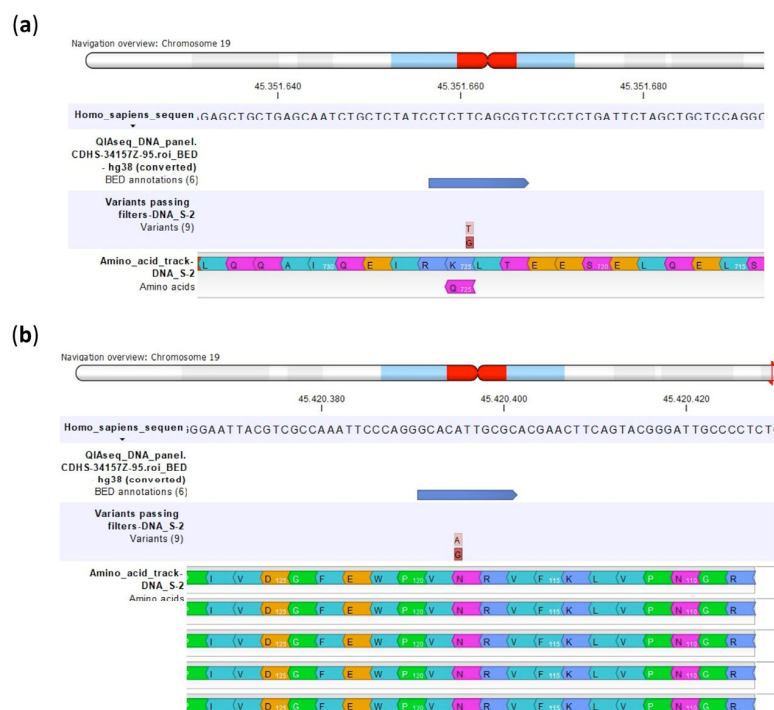 (a)
Navigation overview: Chromosome 19
45.351.640 45.351.660 45.351.680
Homo_sapiens_sequen GAGCTGCTGAGCAATCTGCTCTATCCTCTTCAGCGTCTCCTCTGATTCTAGCTGCTCCAGGC
QIAseq_DNA_panel.
CDHS-34157Z-95.roi_BED
- hg38 (converted)
BED annotations (6)
Variants passing
filters-DNA_S-2
Variants (9)
T
G
Amino_acid_track-
DNA_S-2
Amino acids
L Q Q A I 730 Q E I R K 725 L T E E S 720 E L Q E L 715 S
Q 725
(b)
Navigation overview: Chromosome 19
45.420.380 45.420.400 45.420.420
Homo_sapiens_sequen GGGAATTACGTCGCCAAATTCCCAGGGCACATTGCGCACGAACTTCAGTACGGGATTGCCCCTCT
QIAseq_DNA_panel.
CDHS-34157Z-95.roi_BED
- hg38 (converted)
BED annotations (6)
Variants passing
filters-DNA_S-2
Variants (9)
A
G
Amino_acid_track-
DNA_S-2
Amino acids
I V D 125 G F E W P 120 V N R V F 115 K L V P N 110 G R
I V D 125 G F E W P 120 V N R V F 115 K L V P N 110 G R
I V D 125 G F E W P 120 V N R V F 115 K L V P N 110 G R
I V D 125 G F E W P 120 V N R V F 115 K L V P N 110 G R
I V D 125 G F E W P 120 V N R V F 115 K L V P N 110 G R